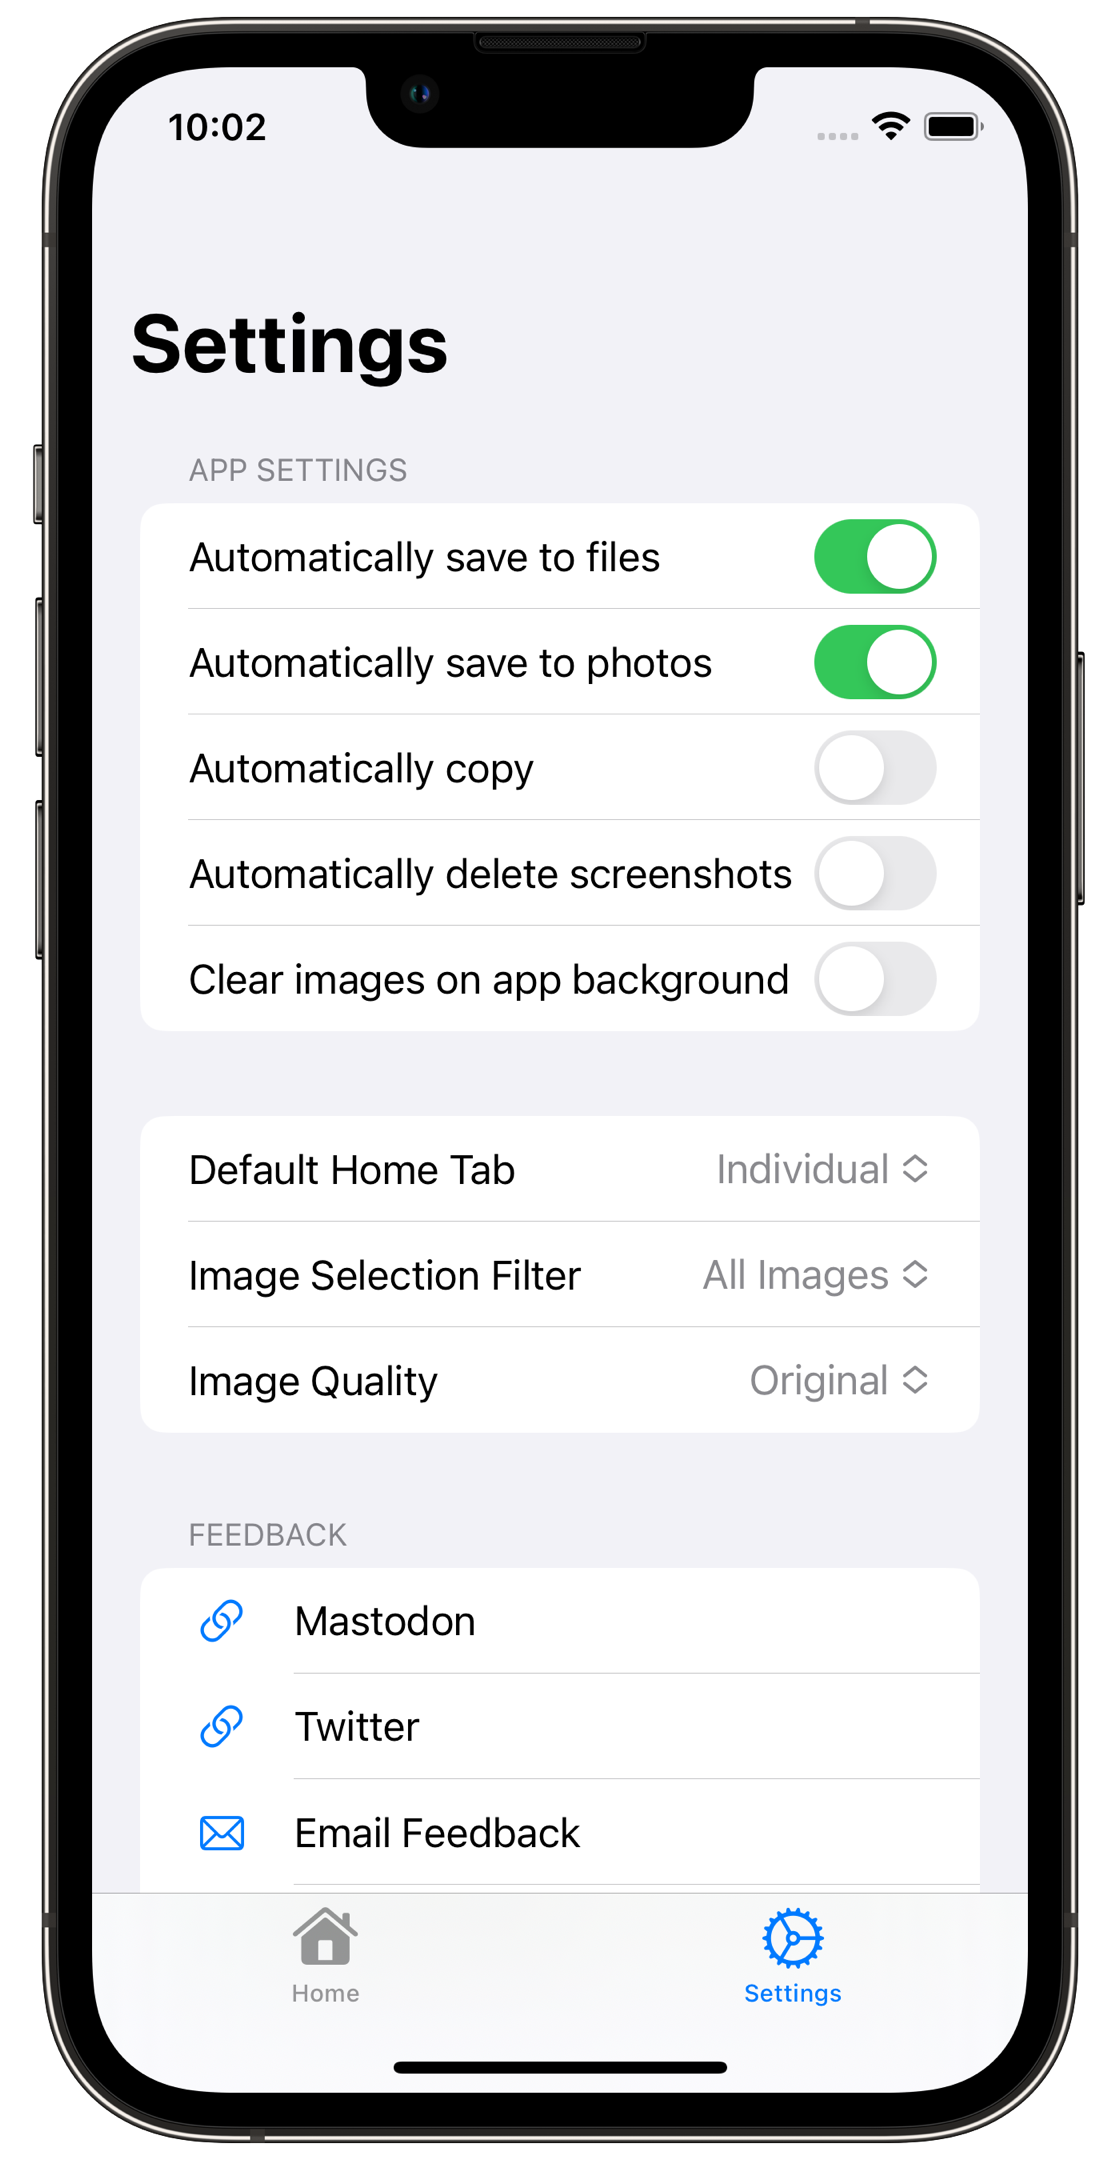 10:02
Settings
APP SETTINGS
Automatically save to files
Automatically save to photos
Automatically copy
Automatically delete screenshots
Clear images on app background
Default Home Tab Individual
Image Selection Filter All Images
Image Quality Original
FEEDBACK
Mastodon
Twitter
Email Feedback
Home Settings